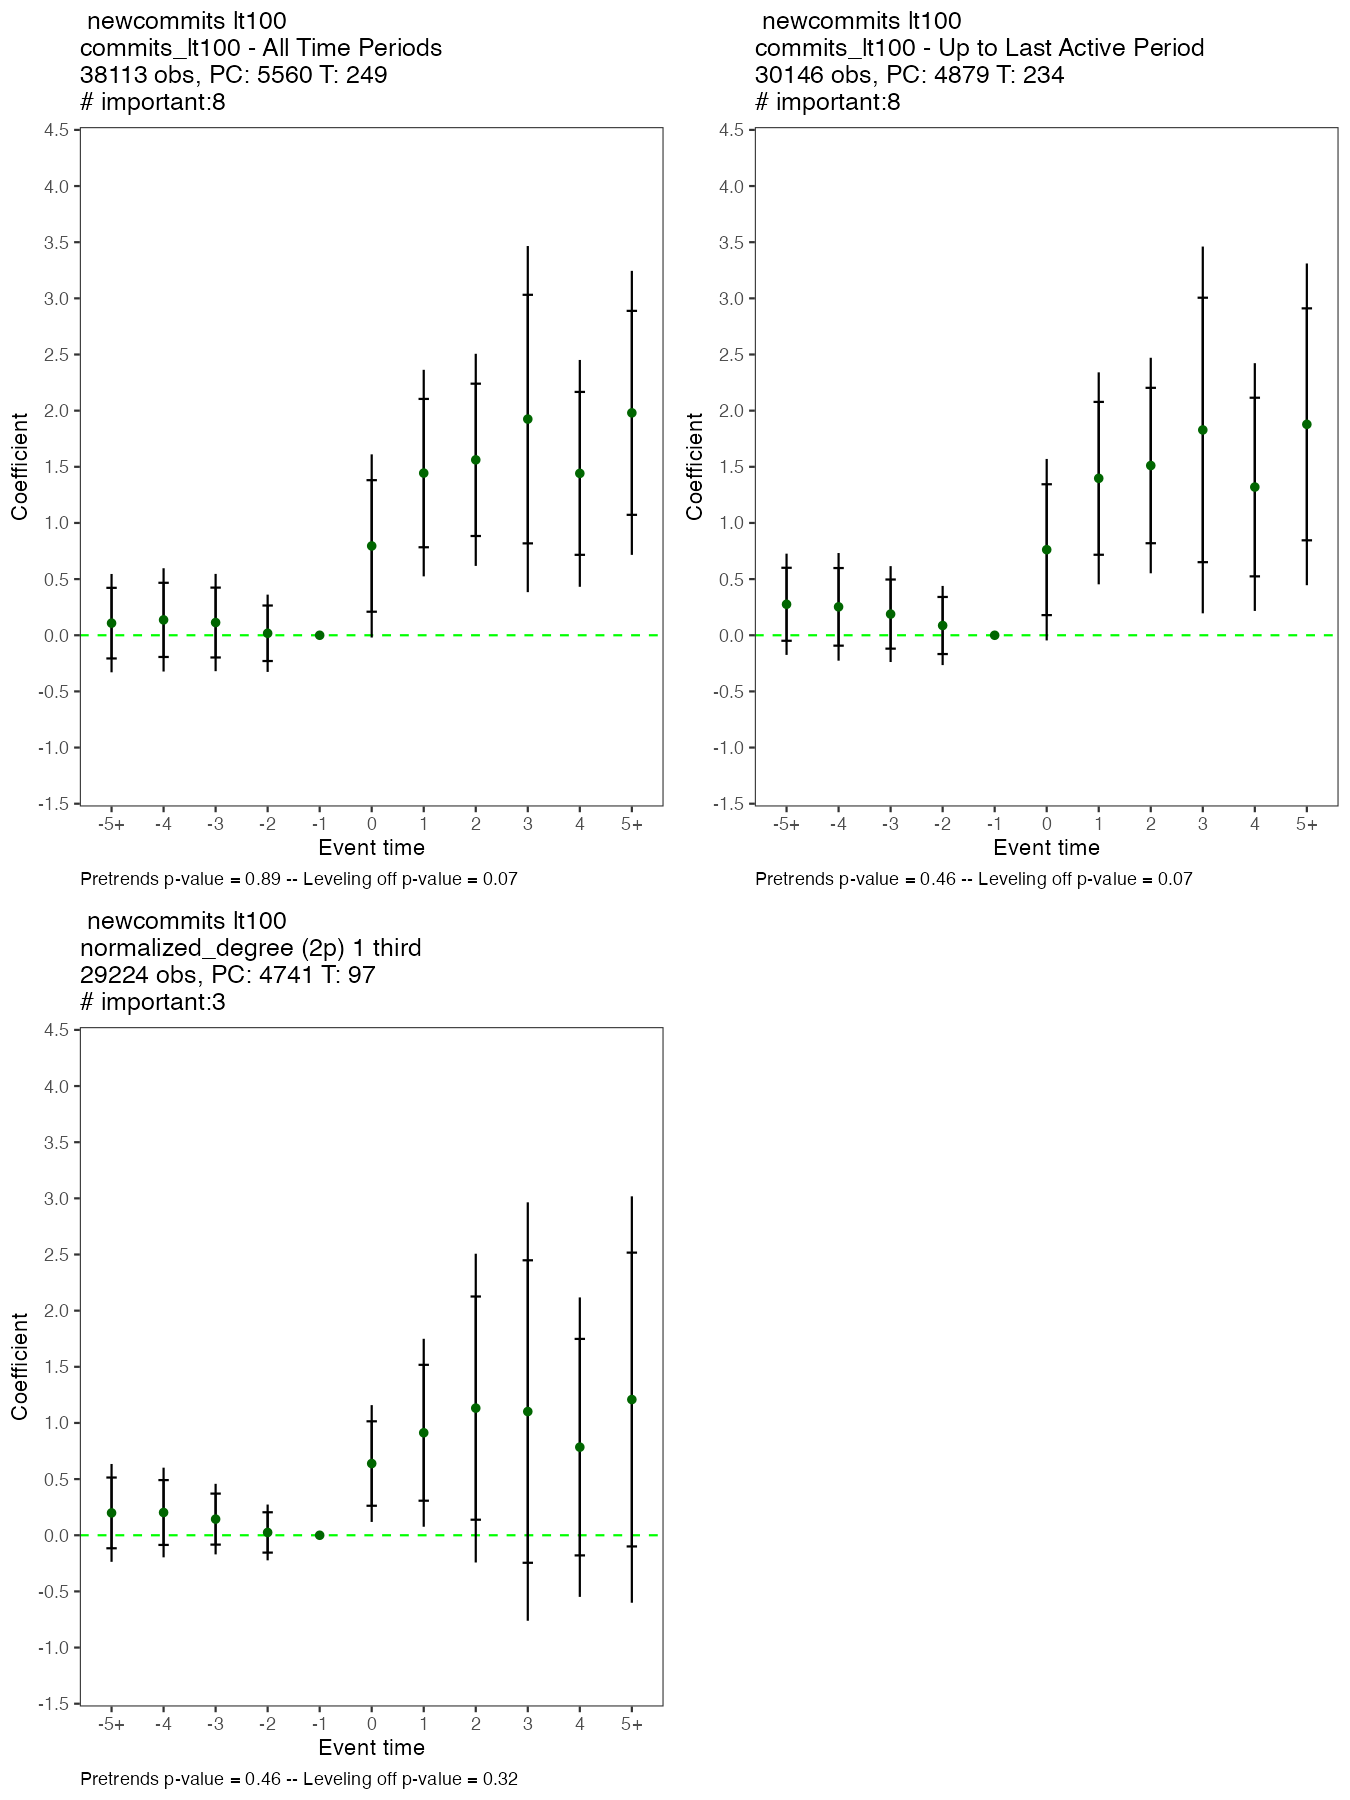 newcommits lt100
commits_lt100 - All Time Periods
38113 obs, PC: 5560 T: 249
# important:8
4.5
4.0
3.5
3.0
2.5
2.0
1.5
1.0
0.5
0.0
-0.5
-1.0
-1.5
Coefficient
-5+ -4 -3 -2 -1 0 1 2 3 4 5+
Event time
Pretrends p-value = 0.89 -- Leveling off p-value = 0.07
newcommits lt100
commits_lt100 - Up to Last Active Period
30146 obs, PC: 4879 T: 234
# important:8
4.5
4.0
3.5
3.0
2.5
2.0
1.5
1.0
0.5
0.0
-0.5
-1.0
-1.5
Coefficient
-5+ -4 -3 -2 -1 0 1 2 3 4 5+
Event time
Pretrends p-value = 0.46 -- Leveling off p-value = 0.07
newcommits lt100
normalized_degree (2p) 1 third
29224 obs, PC: 4741 T: 97
# important:3
4.5
4.0
3.5
3.0
2.5
2.0
1.5
1.0
0.5
0.0
-0.5
-1.0
-1.5
Coefficient
-5+ -4 -3 -2 -1 0 1 2 3 4 5+
Event time
Pretrends p-value = 0.46 -- Leveling off p-value = 0.32